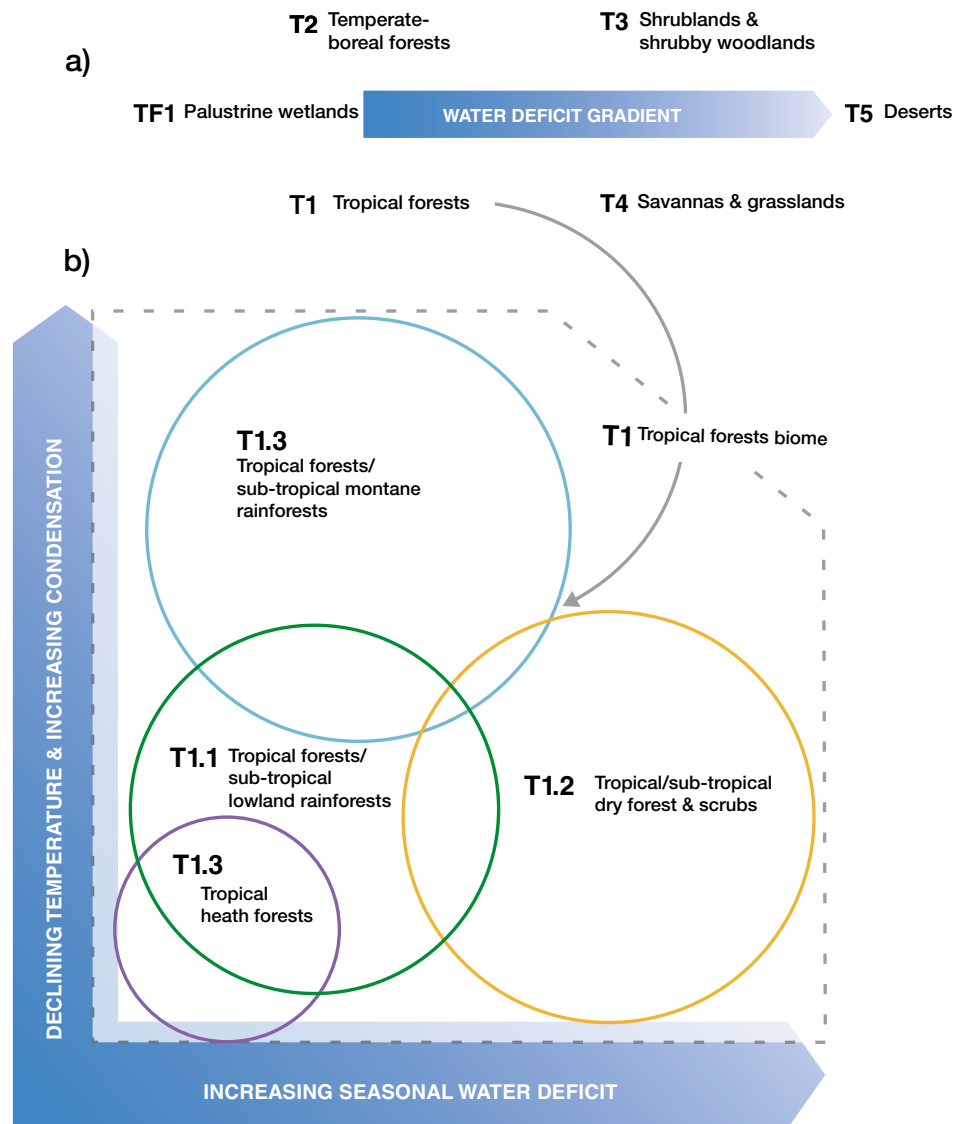 a)
T2 Temperate-
boreal forests
T3 Shrublands &
shrubby woodlands
TF1 Palustrine wetlands
WATER DEFICIT GRADIENT
T5 Deserts
T1 Tropical forests
T4 Savannas & grasslands
b)
DECLINING TEMPERATURE & INCREASING CONDENSATION
T1.3
Tropical forests/
sub-tropical montane
rainforests
T1 Tropical forests biome
T1.1 Tropical forests/
sub-tropical
lowland rainforests
T1.2 Tropical/sub-tropical
dry forest & scrubs
T1.3
Tropical
heath forests
INCREASING SEASONAL WATER DEFICIT